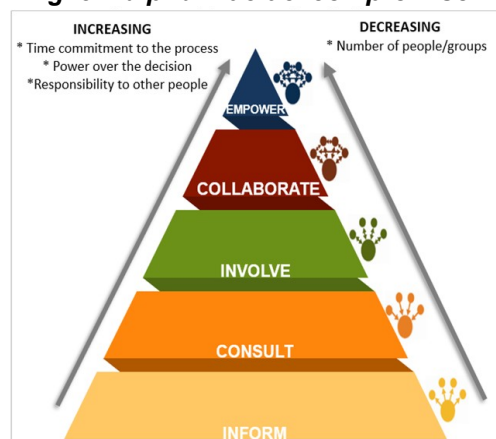 INCREASING
* Time commitment to the process
* Power over the decision
*Responsibility to other people
DECREASING
* Number of people/groups
EMPOWER
COLLABORATE
INVOLVE
CONSULT
INFORM